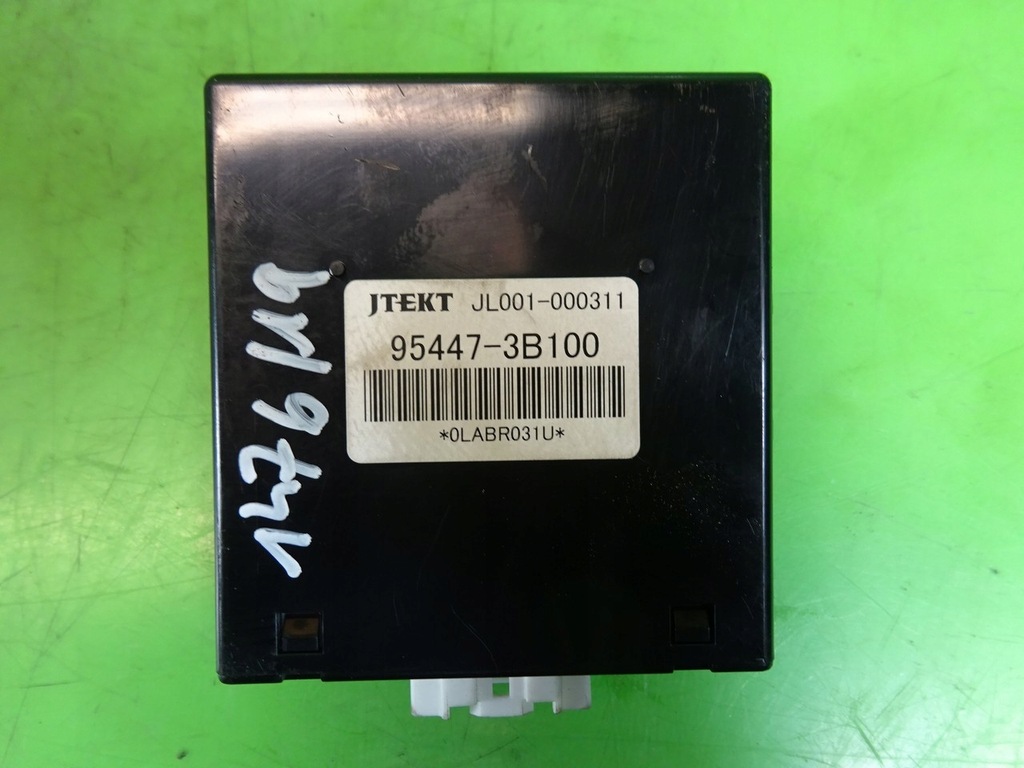 JTEKT JL001-000311
95447-3B100
*0LABR031U*
1476/19